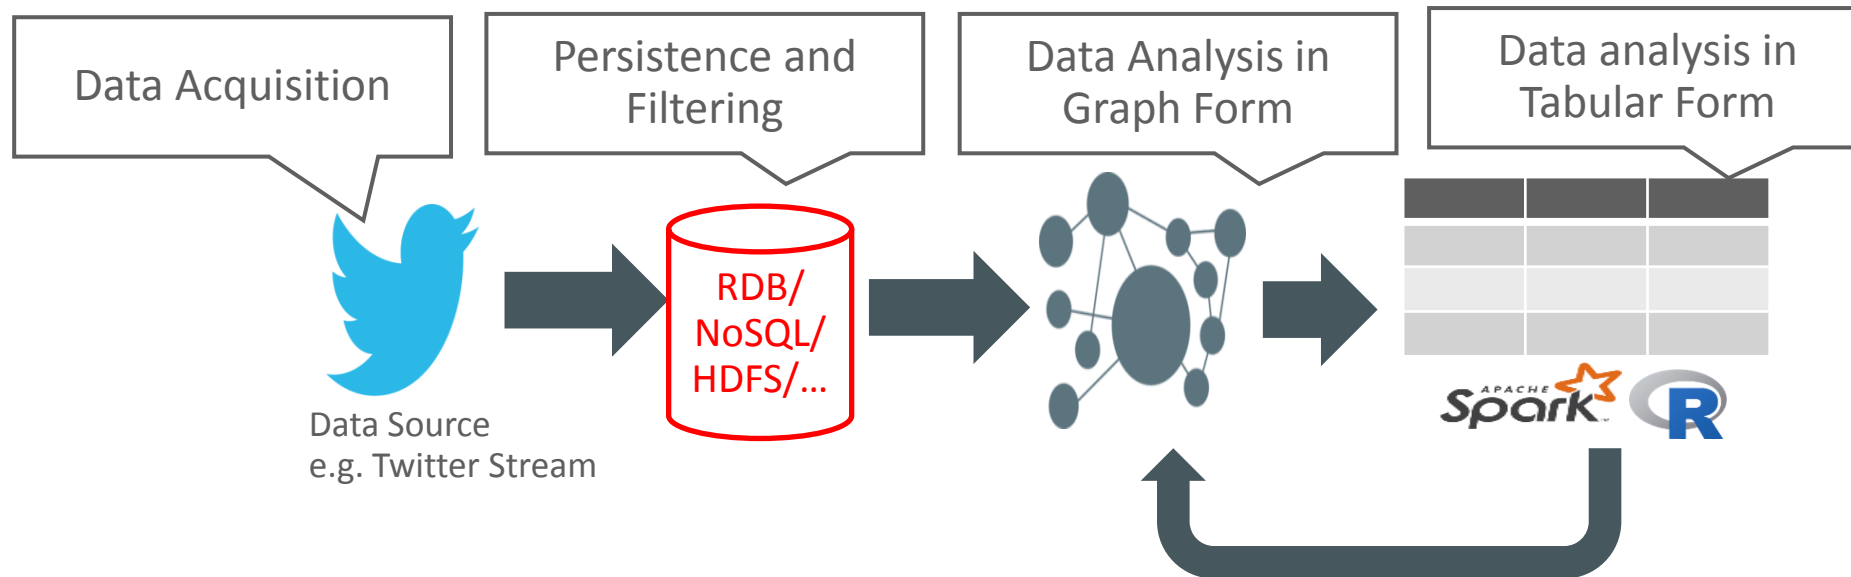 Data Acquisition
Persistence and
Filtering
Data Analysis in
Graph Form
Data analysis in
Tabular Form
RDB/
NoSQL/
HDFS/...
Data Source
e.g. Twitter Stream
APACHE
Spark
R